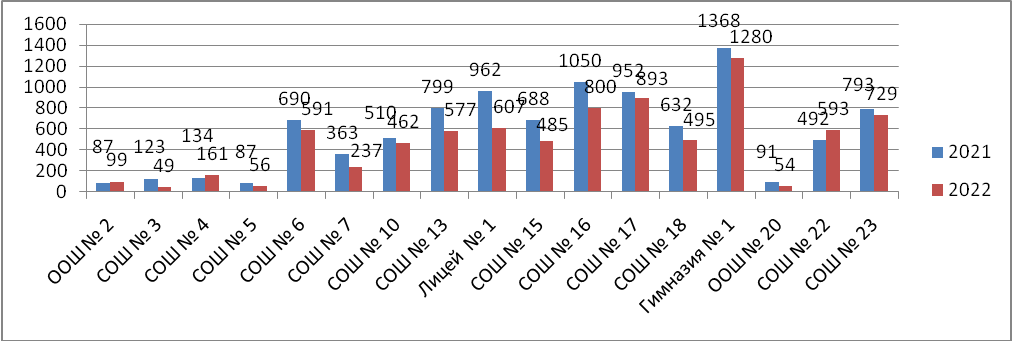 1600
1400
1200
1000
800
600
400
200
0
87 99
123 49
134 161
87 56
690 591
363 237
510 462
799 577
962 607
688 485
1050 800
952 893
632 495
1368 1280
91 54
492 593
793 729
ООШ № 2
СОШ № 3
СОШ № 4
СОШ № 5
СОШ № 6
СОШ № 7
СОШ № 10
СОШ № 13
Лицей № 1
СОШ № 15
СОШ № 16
СОШ № 17
СОШ № 18
Гимназия № 1
ООШ № 20
СОШ № 22
СОШ № 23
2021
2022